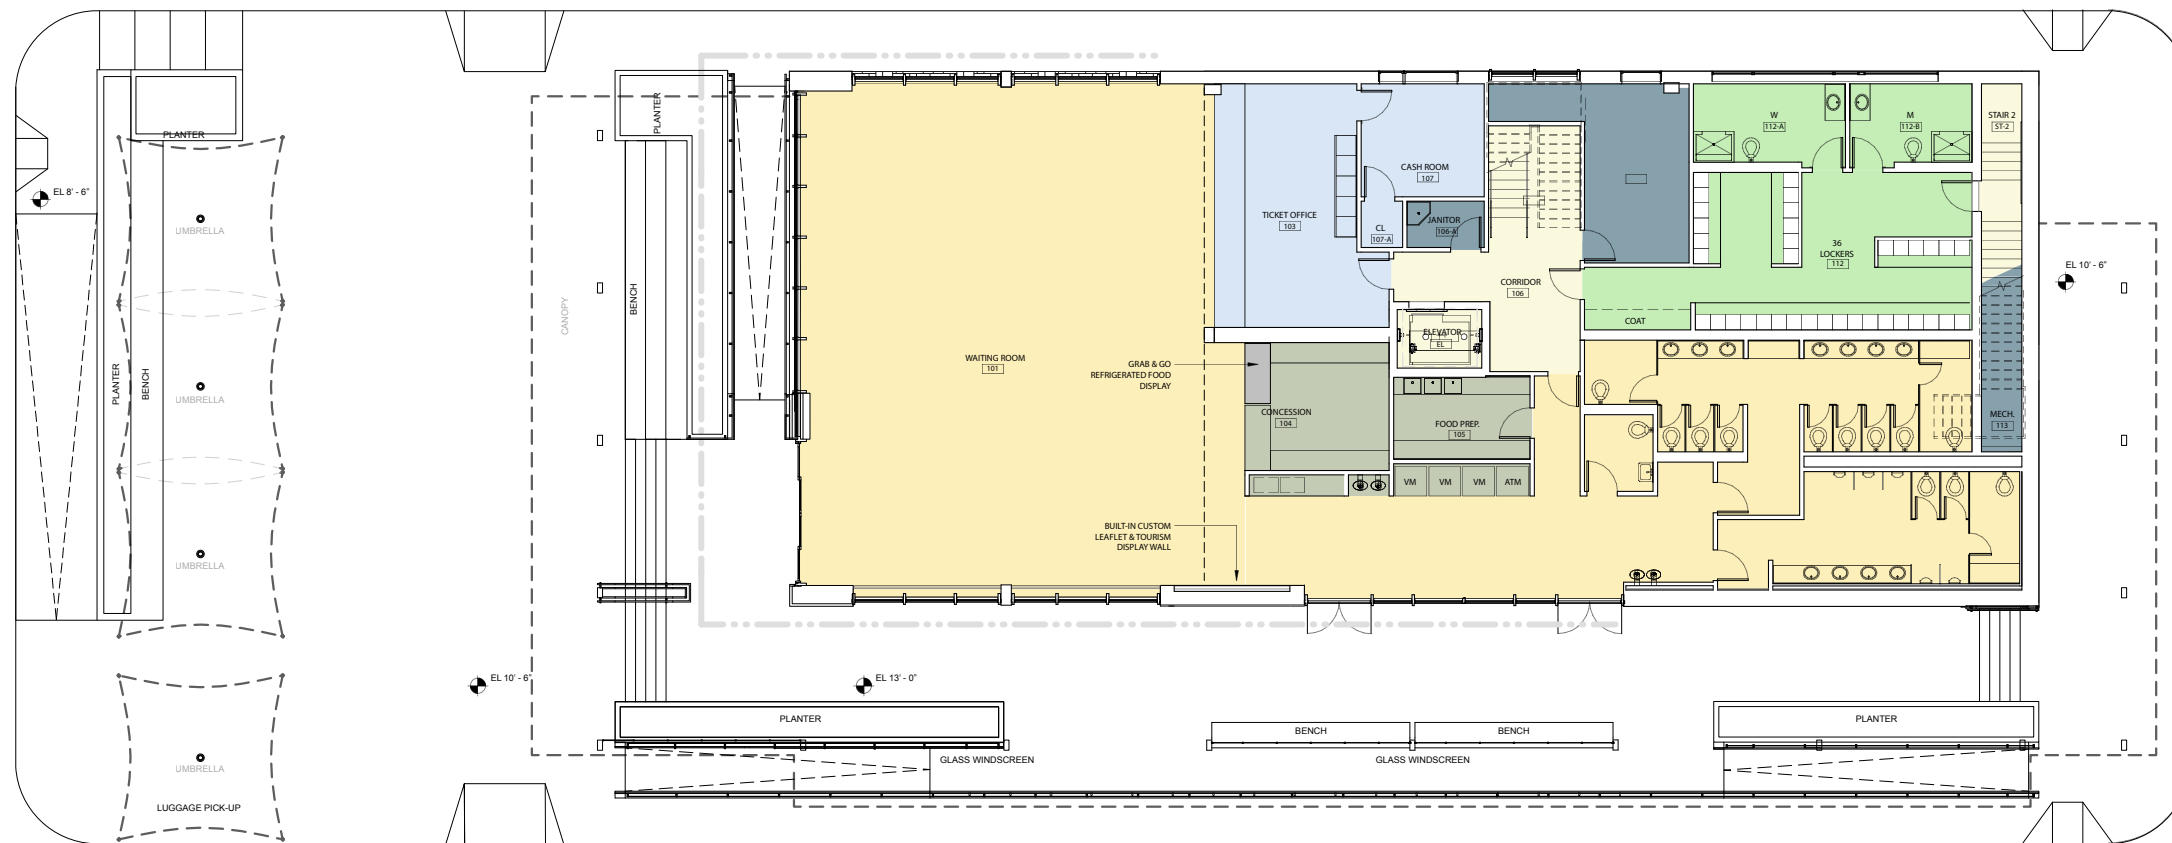 PLANTER
PLANTER
EL 8' - 6"
UMBRELLA
UMBRELLA
UMBRELLA
PLANTER
BENCH
UMBRELLA
LUGGAGE PICK-UP
CANOPY
BENCH
EL 10' - 6"
EL 13' - 0"
WAITING ROOM
101
TICKET OFFICE
103
CASH ROOM
107
CL
107-A
JANITOR
106-A
CORRIDOR
106
ELEVATOR
EL
GRAB & GO
REFRIGERATED FOOD
DISPLAY
CONCESSION
104
FOOD PREP.
105
VM
VM
VM
ATM
BUILT-IN CUSTOM
LEAFLET & TOURISM
DISPLAY WALL
W
112-A
M
112-B
STAIR 2
ST-2
36
LOCKERS
112
COAT
MECH.
113
EL 10' - 6"
PLANTER
GLASS WINDSCREEN
BENCH
BENCH
GLASS WINDSCREEN
PLANTER